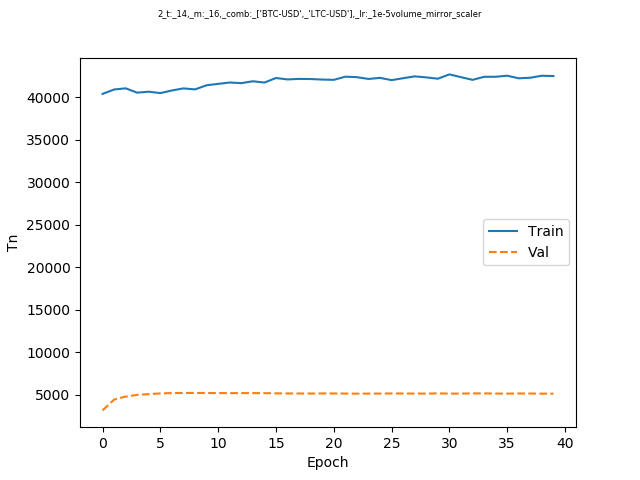 2_t:_14,_m:_16,_comb:_['BTC-USD',_'LTC-USD'],_lr:_1e-5volume_mirror_scaler
40000
35000
30000
25000
20000
15000
10000
5000
Tn
Train
Val
0 5 10 15 20 25 30 35 40
Epoch